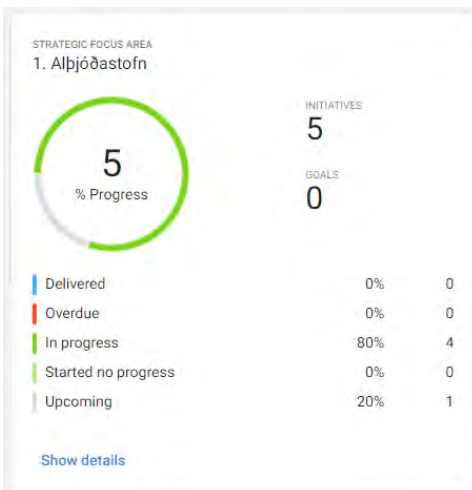 STRATEGIC FOCUS AREA
1. Alþjóðastofn
5
% Progress
INITIATIVES
5
GOALS
0
Delivered 0% 0
Overdue 0% 0
In progress 80% 4
Started no progress 0% 0
Upcoming 20% 1
Show details